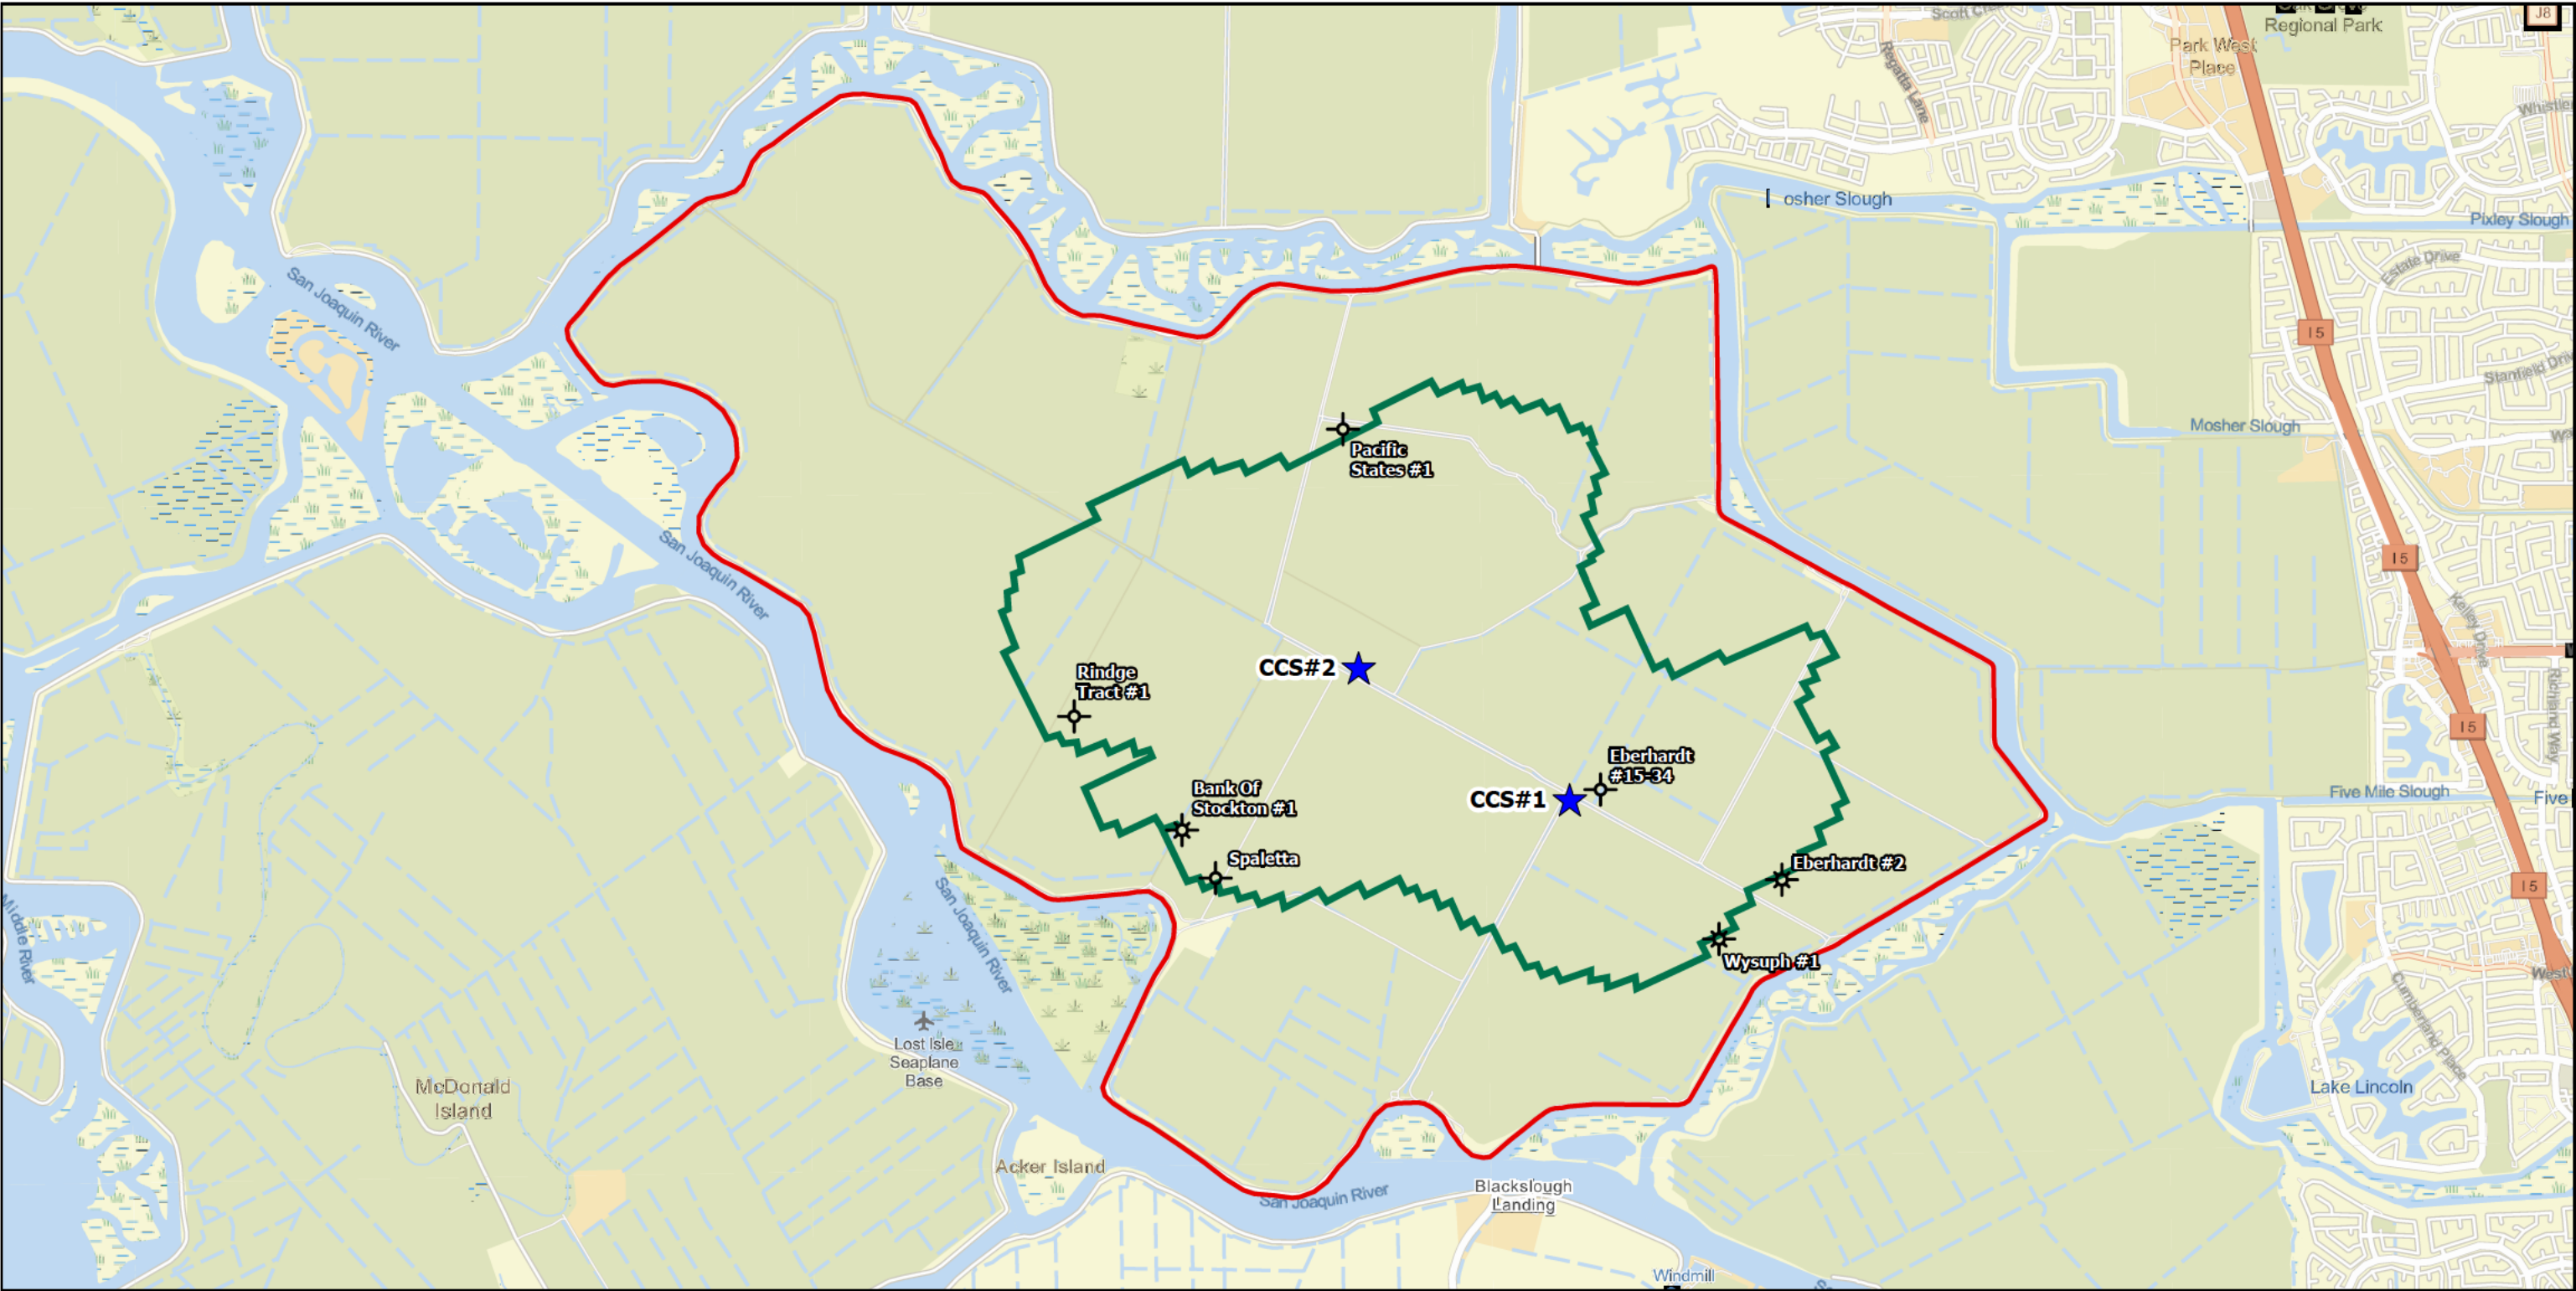 Regional Park
J8
Park West
Place
Regatta Lane
osher Slough
Pixley Slough
San Joaquin River
Estate Drive
I 5
Mosher Slough
Pacific
States #1
I 5
San Joaquin River
Kelley Drive
Rindge
Tract #1
CCS#2
Richland Way
I 5
Eberhardt
#15-34
CCS#1
Bank Of
Stockton #1
Five Mile Slough
Five
Spaletta
Eberhardt #2
I 5
Middle River
San Joaquin River
Wysuph #1
Cumberland Place
Lost Isle
Seaplane
Base
McDonald
Island
Lake Lincoln
Acker Island
San Joaquin River
Blackslough
Landing
Windmill